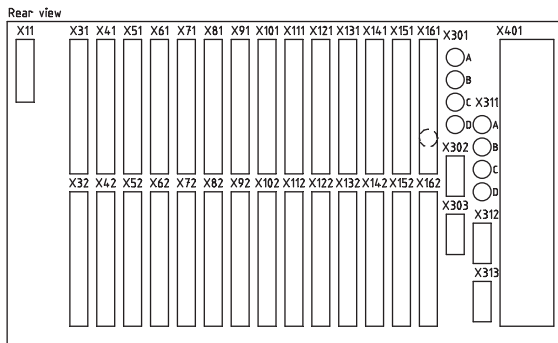 Rear view
X11 X31 X41 X51 X61 X71 X81 X91 X101 X111 X121 X131 X141 X151 X161 X301 X401
A
B
C X311
D A
B
X302
C
D
X32 X42 X52 X62 X72 X82 X92 X102 X112 X122 X132 X142 X152 X162
X303
X312
X313